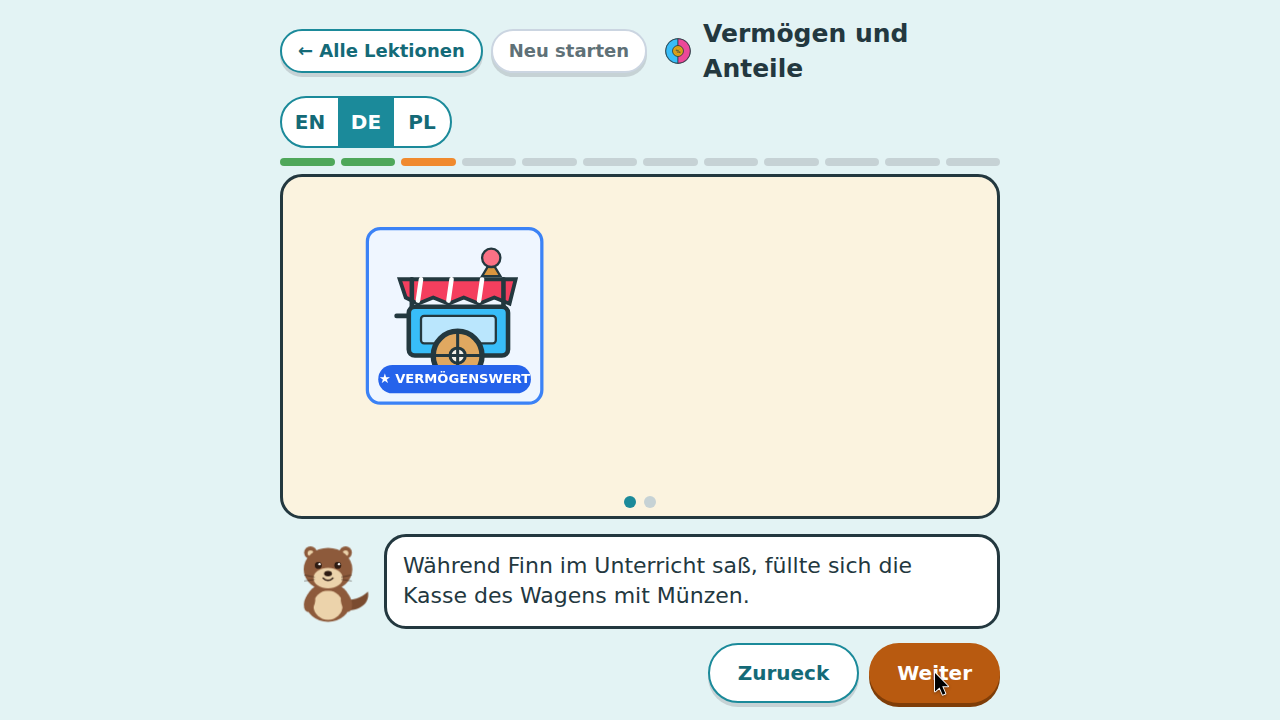 ← Alle Lektionen
Neu starten
Vermögen und
Anteile
EN DE PL
★ VERMÖGENSWERT
Während Finn im Unterricht saß, füllte sich die
Kasse des Wagens mit Münzen.
Zurueck
Weiter